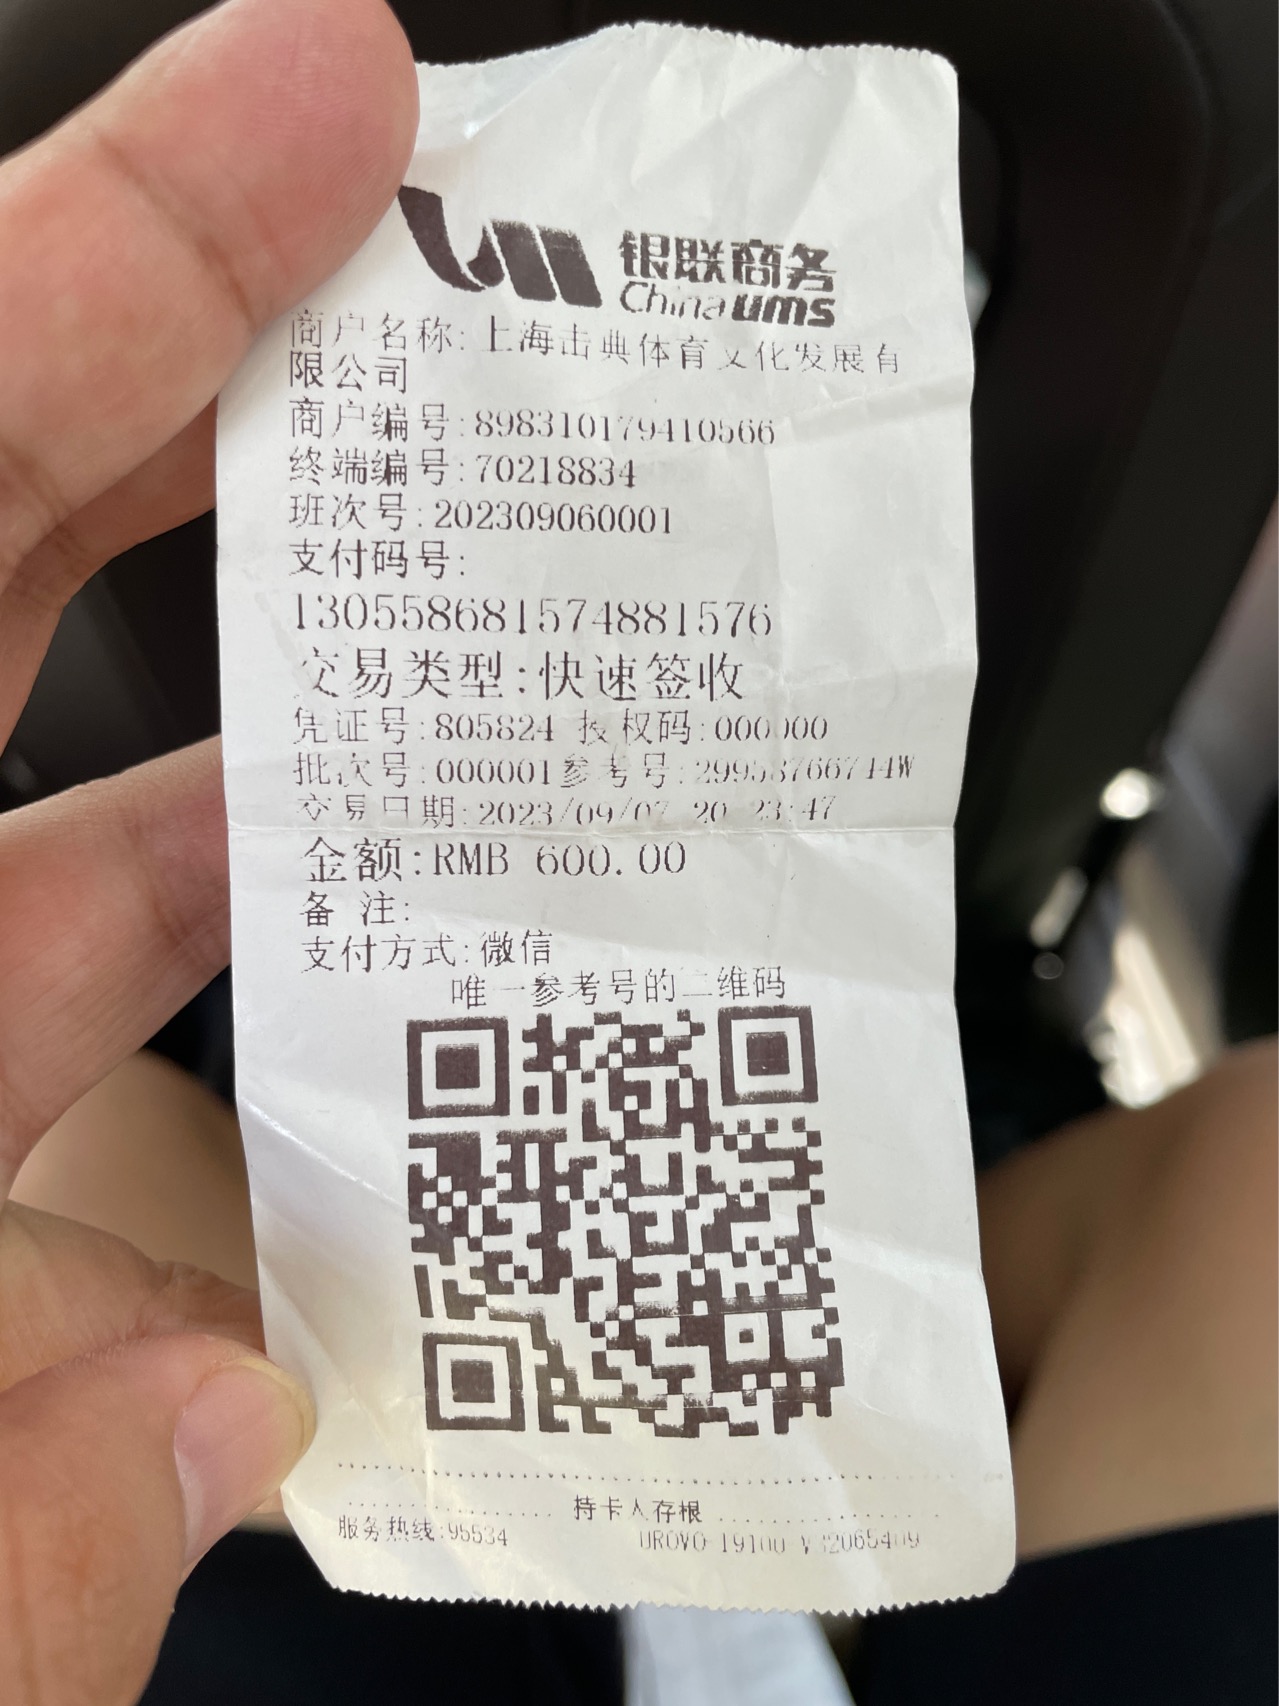 银联商务
China ums
商户名称:上海击典体育文化发展有
限公司
商户编号:898310179410566
终端编号:70218834
班次号:202309060001
支付码号:
130558681574881576
交易类型:快速签收
凭证号:805824 授权码:000000
批次号:000001参考号:29953766744W
交易日期:2023/09/07 20:23:47
金额:RMB 600.00
备 注:
支付方式:微信
唯一参考号的二维码
持卡人存根
服务热线:95534
UROVO I9100